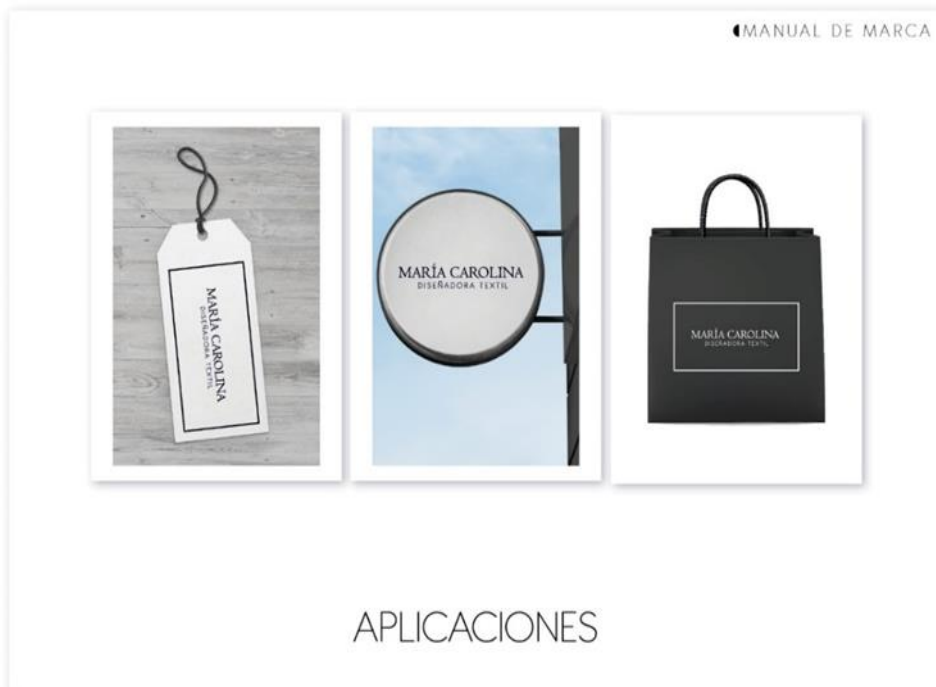 MANUAL DE MARCA
MARÍA CAROLINA
DISEÑADORA TEXTIL
MARÍA CAROLINA
DISEÑADORA TEXTIL
MARÍA CAROLINA
DISEÑADORA TEXTIL
APLICACIONES